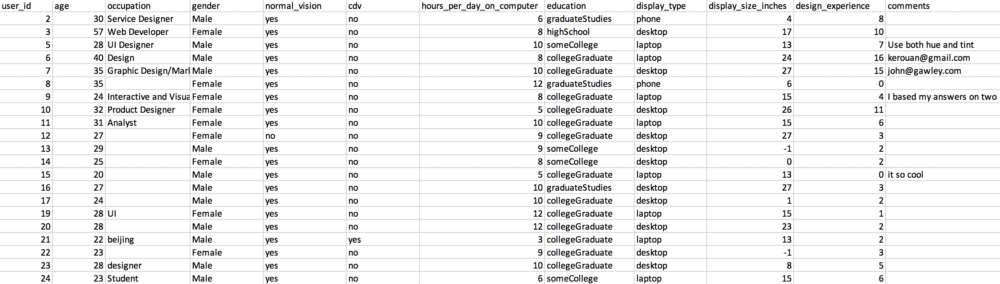 user_id age occupation gender normal_vision cdv hours_per_day_on_computer education display_type display_size_inches design_experience comments
2 30 Service Designer Male yes no 6 graduateStudies phone 4 8
3 57 Web Developer Female yes no 8 highSchool desktop 17 10
5 28 UI Designer Male yes no 10 someCollege laptop 13 7 Use both hue and tint
6 40 Design Male yes no 8 collegeGraduate laptop 24 16 kerouan@gmail.com
7 35 Graphic Design/Marl Male yes no 10 collegeGraduate desktop 27 15 john@gawley.com
8 35 Female yes no 12 graduateStudies phone 6 0
9 24 Interactive and Visua Female yes no 8 collegeGraduate laptop 15 4 I based my answers on two
10 32 Product Designer Female yes no 5 collegeGraduate desktop 26 11
11 31 Analyst Female yes no 10 collegeGraduate laptop 15 6
12 27 Female no no 9 collegeGraduate desktop 27 3
13 29 Male yes no 9 someCollege desktop -1 2
14 25 Female yes no 8 someCollege desktop 0 2
15 20 Male yes no 5 collegeGraduate laptop 13 0 it so cool
16 27 Male yes no 10 graduateStudies desktop 27 3
17 24 Male yes no 10 collegeGraduate desktop 1 2
19 28 UI Female yes no 12 collegeGraduate laptop 15 1
20 28 Male yes no 12 collegeGraduate desktop 23 2
21 22 beijing Male yes yes 3 collegeGraduate laptop 13 2
22 23 Female yes no 9 collegeGraduate desktop -1 3
23 28 designer Male yes no 10 collegeGraduate desktop 8 5
24 23 Student Male yes no 6 someCollege laptop 15 6